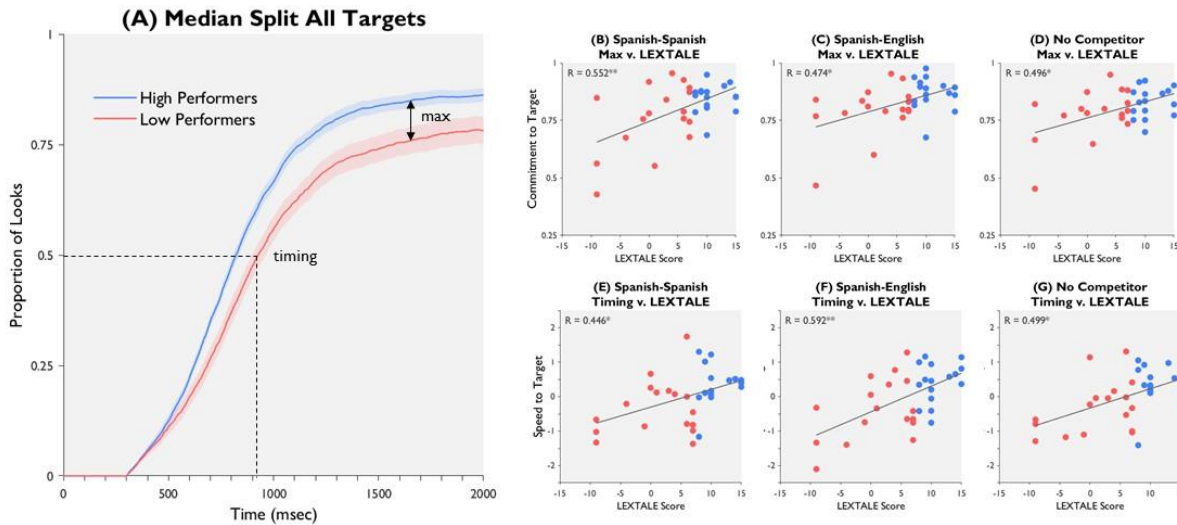 (A) Median Split All Targets
1
0.75
0.5
0.25
0
Proportion of Looks
High Performers
Low Performers
max
timing
0
500
1000
1500
2000
Time (msec)
(B) Spanish-Spanish
Max v. LEXTALE
R = 0.552**
1
0.75
0.5
0.25
Commitment to Target
-15
-10
-5
0
5
10
15
LEXTALE Score
(C) Spanish-English
Max v. LEXTALE
R = 0.474*
1
0.75
0.5
0.25
-15
-10
-5
0
5
10
15
LEXTALE Score
(D) No Competitor
Max v. LEXTALE
R = 0.496*
1
0.75
0.5
0.25
-15
-10
-5
0
5
10
15
LEXTALE Score
(E) Spanish-Spanish
Timing v. LEXTALE
R = 0.446*
2
1
0
-1
-2
Speed to Target
-15
-10
-5
0
5
10
15
LEXTALE Score
(F) Spanish-English
Timing v. LEXTALE
R = 0.592**
2
1
0
-1
-2
-15
-10
-5
0
5
10
15
LEXTALE Score
(G) No Competitor
Timing v. LEXTALE
R = 0.499*
2
1
0
-1
-2
-15
-10
-5
0
5
10
15
LEXTALE Score